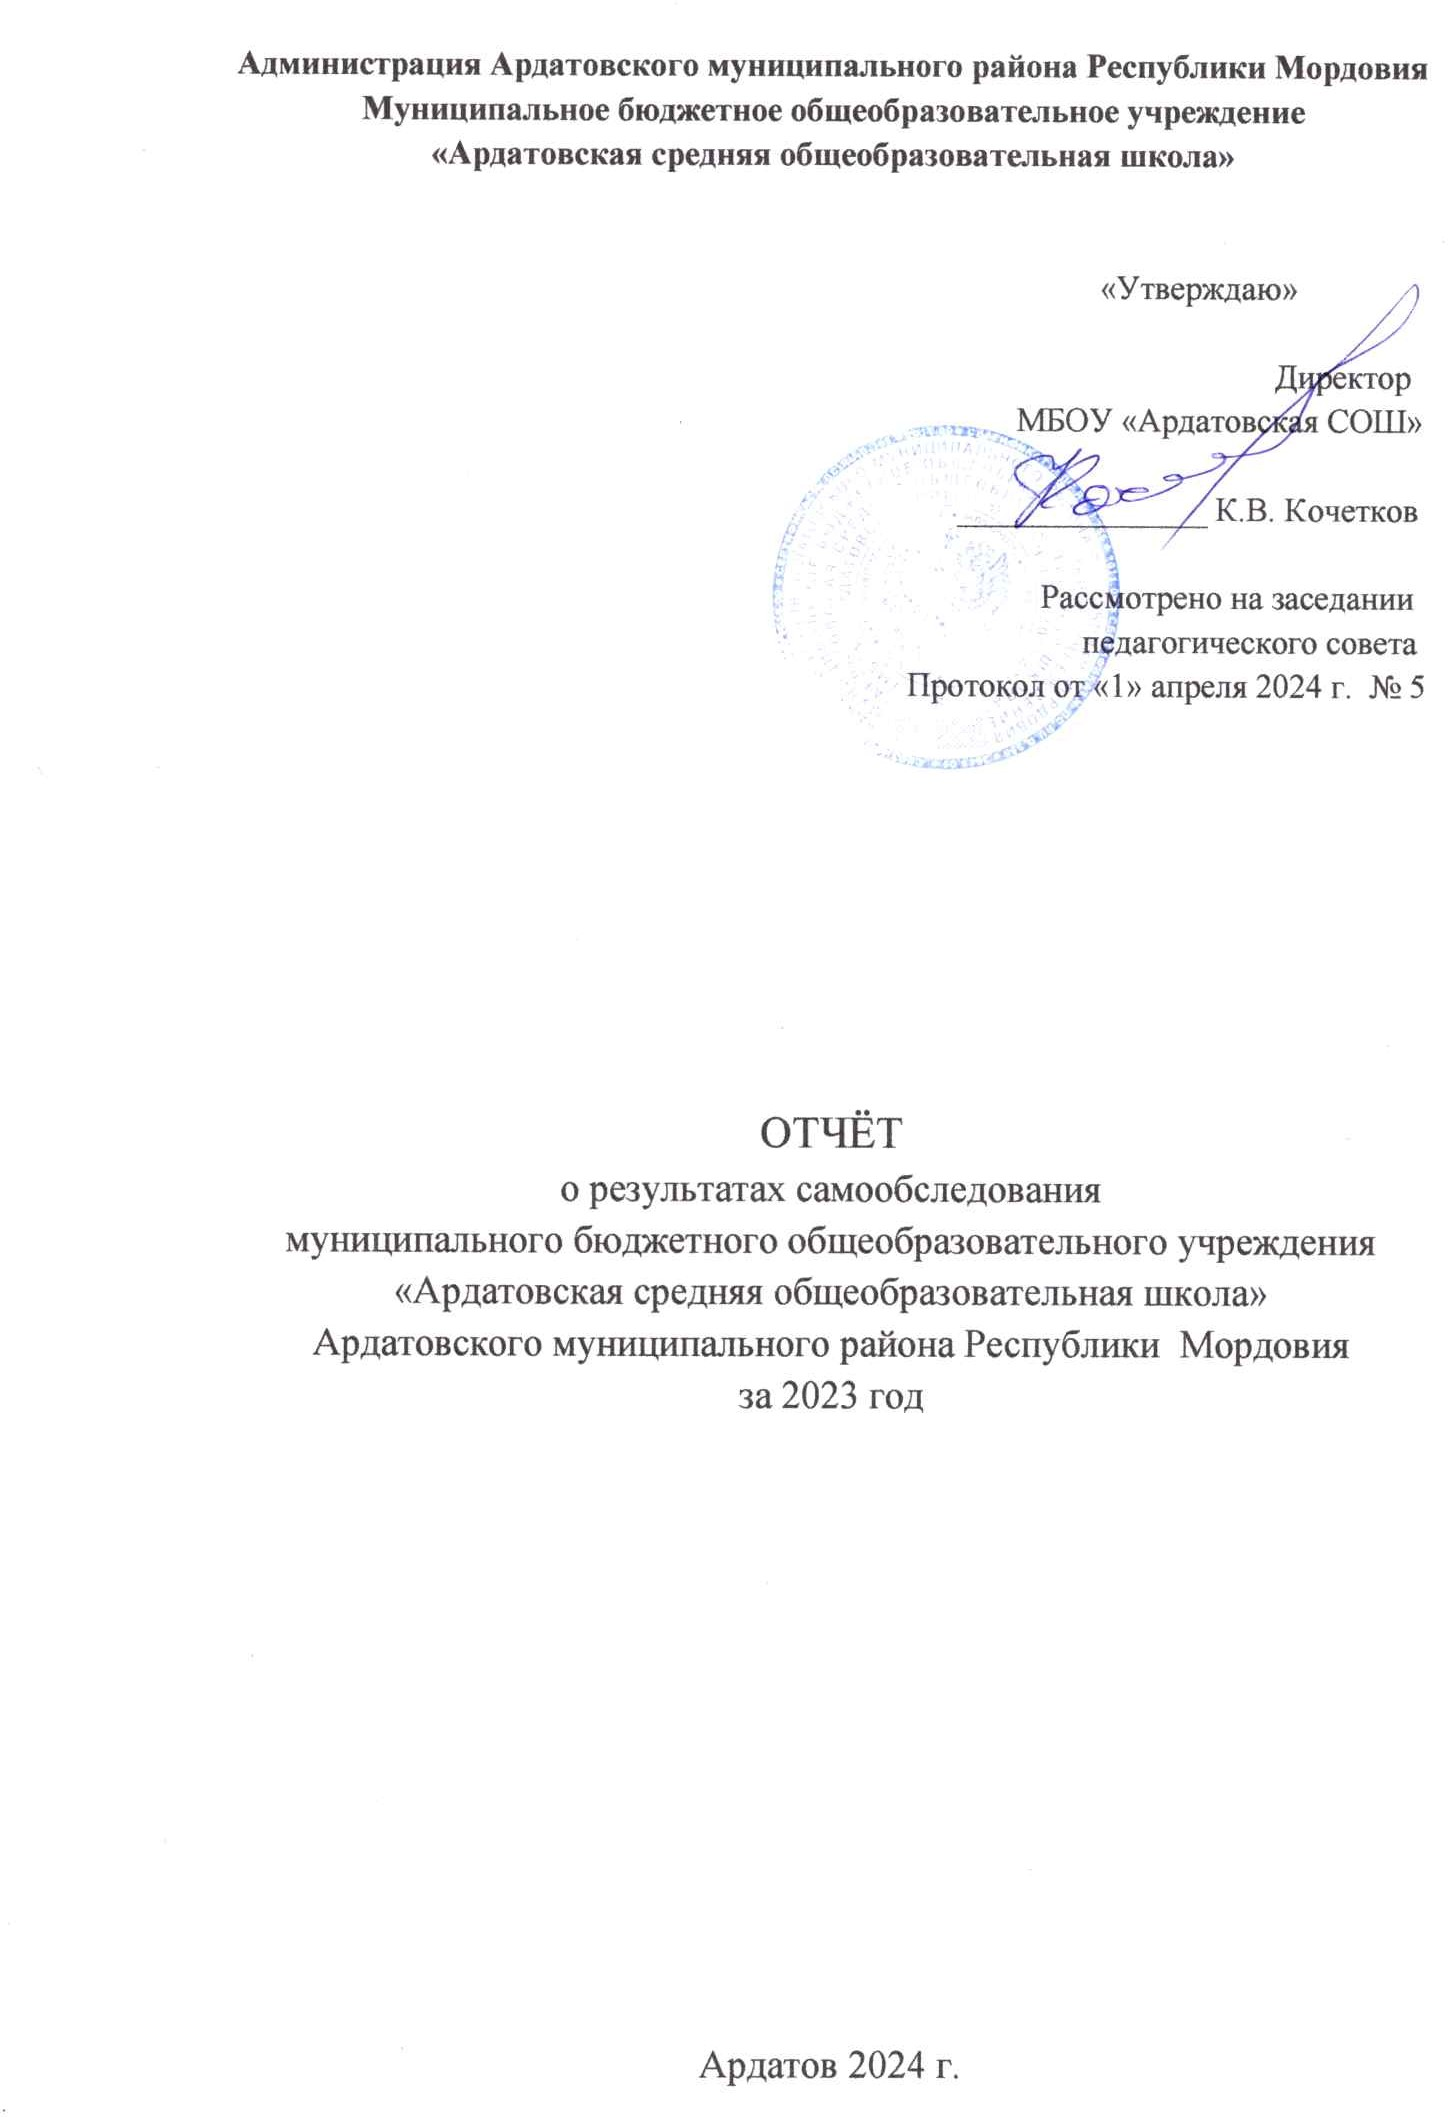 Администрация Ардатовского муниципального района Республики Мордовия
Муниципальное бюджетное общеобразовательное учреждение
«Ардатовская средняя общеобразовательная школа»
«Утверждаю»
Директор
МБОУ «Ардатовская СОШ»
К.В. Кочетков
Рассмотрено на заседании
педагогического совета
Протокол от «1» апреля 2024 г. № 5
ОТЧЁТ
о результатах самообследования
муниципального бюджетного общеобразовательного учреждения
«Ардатовская средняя общеобразовательная школа»
Ардатовского муниципального района Республики Мордовия
за 2023 год
Ардатов 2024 г.